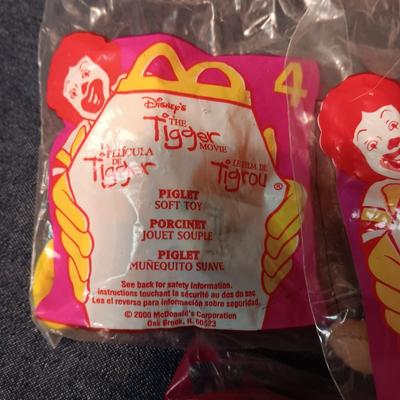 4
Disney's
THE
Tigger
MOVIE
LA
PELÍCULA
DE
Tigger
LE FILM DE
Tigrou ®
PIGLET
SOFT TOY
PORCINET
JOUET SOUPLE
PIGLET
MUÑEQUITO SUAVE
See back for safety information.
Instructions touchant la sécurité au dos du sac
Lea el reverso para información sobre seguridad.
© 2000 McDonald's Corporation
Oak Brook, IL 60523